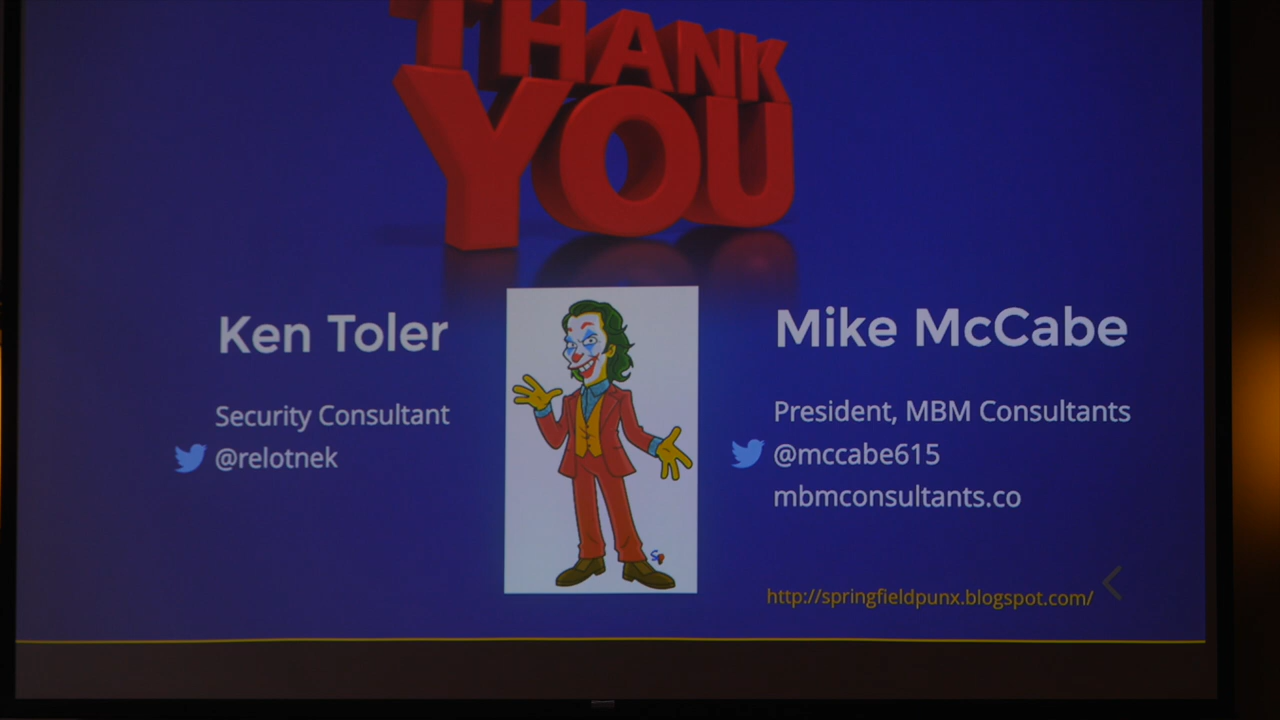 THANK
YOU
Ken Toler
Security Consultant
@relotnek
Mike McCabe
President, MBM Consultants
@mccabe615
mbmconsultants.co
http://springfieldpunx.blogspot.com/